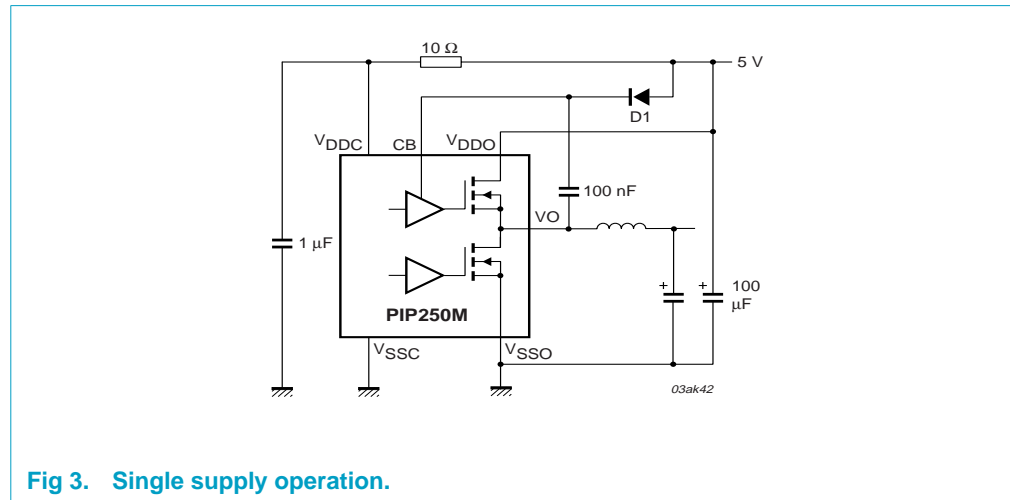 10 Ω
5 V
D1
VDDC
CB
VDDO
100 nF
VO
1 µF
+
+
100
µF
PIP250M
VSSC
VSSO
03ak42
Fig 3. Single supply operation.